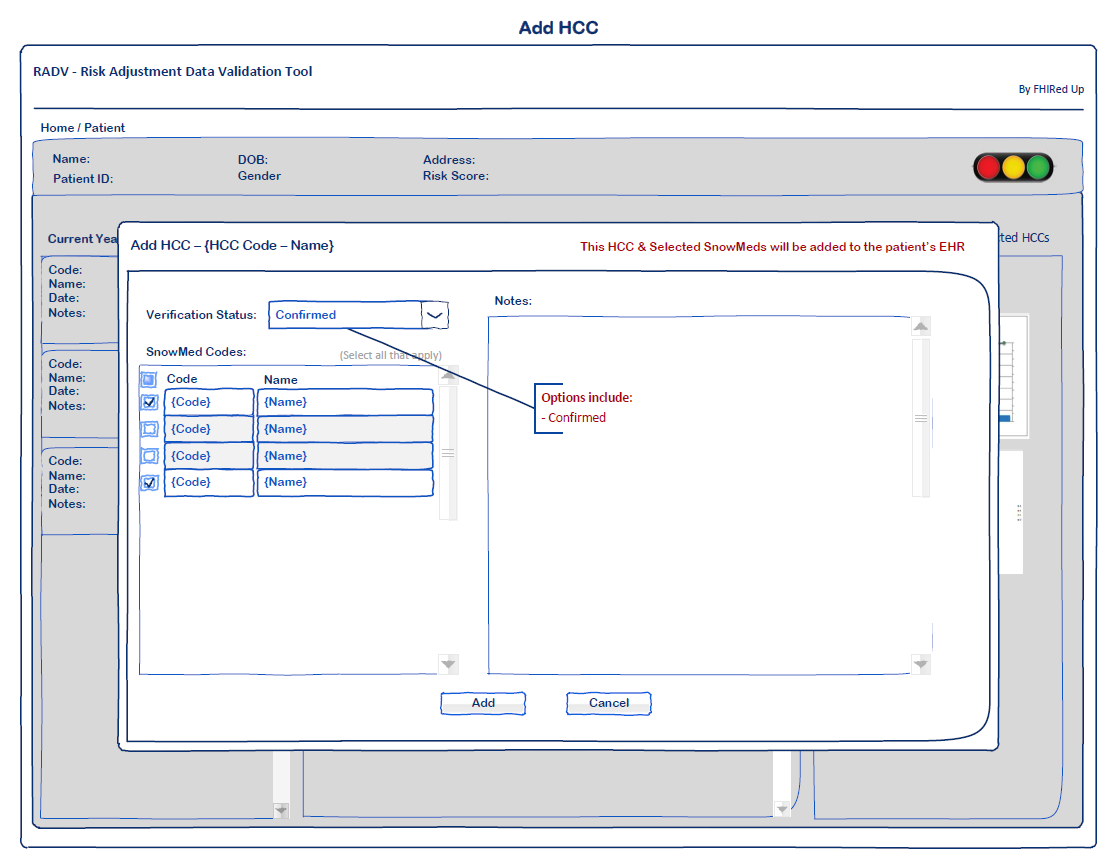 Add HCC
RADV - Risk Adjustment Data Validation Tool
By FHIRed Up
Home / Patient
Name:
DOB:
Address:
Patient ID:
Gender
Risk Score:
Current Yea
cted HCCs
Code:
Name:
Date:
Notes:
Code:
Name:
Date:
Notes:
Code:
Name:
Date:
Notes:
Add HCC – {HCC Code – Name}
This HCC & Selected SnowMeds will be added to the patient's EHR
Verification Status:
Confirmed
SnowMed Codes:
(Select all that apply)
Code
Name
{Code}
{Name}
{Code}
{Name}
{Code}
{Name}
{Code}
{Name}
Notes:
Options include:
- Confirmed
Add
Cancel